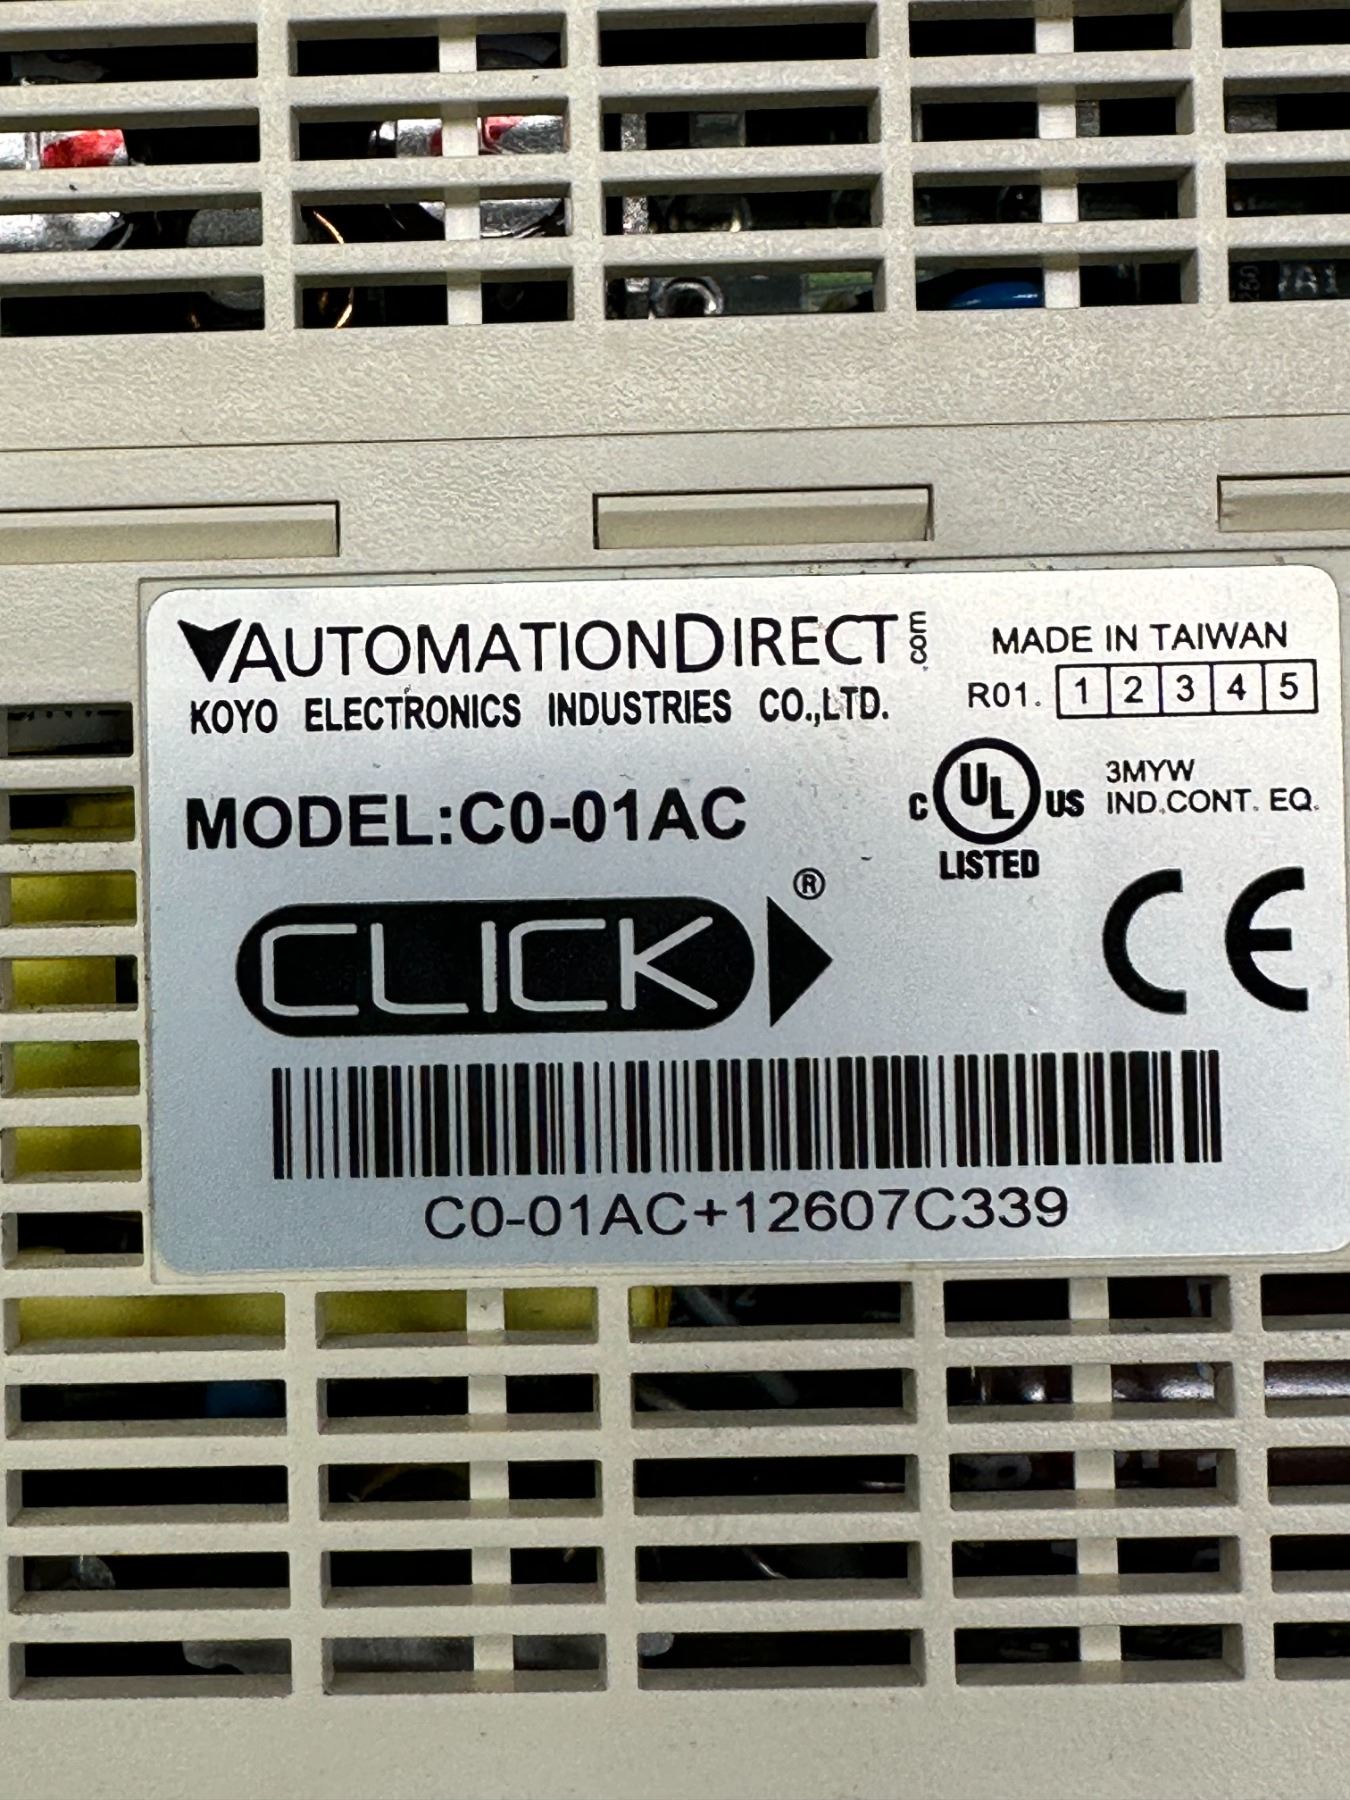 AUTOMATIONDIRECT.com
KOYO ELECTRONICS INDUSTRIES CO.,LTD.
MADE IN TAIWAN
R01. 1 2 3 4 5
MODEL:C0-01AC
C UL US
LISTED
3MYW
IND.CONT. EQ.
CLICK®
CE
C0-01AC+12607C339